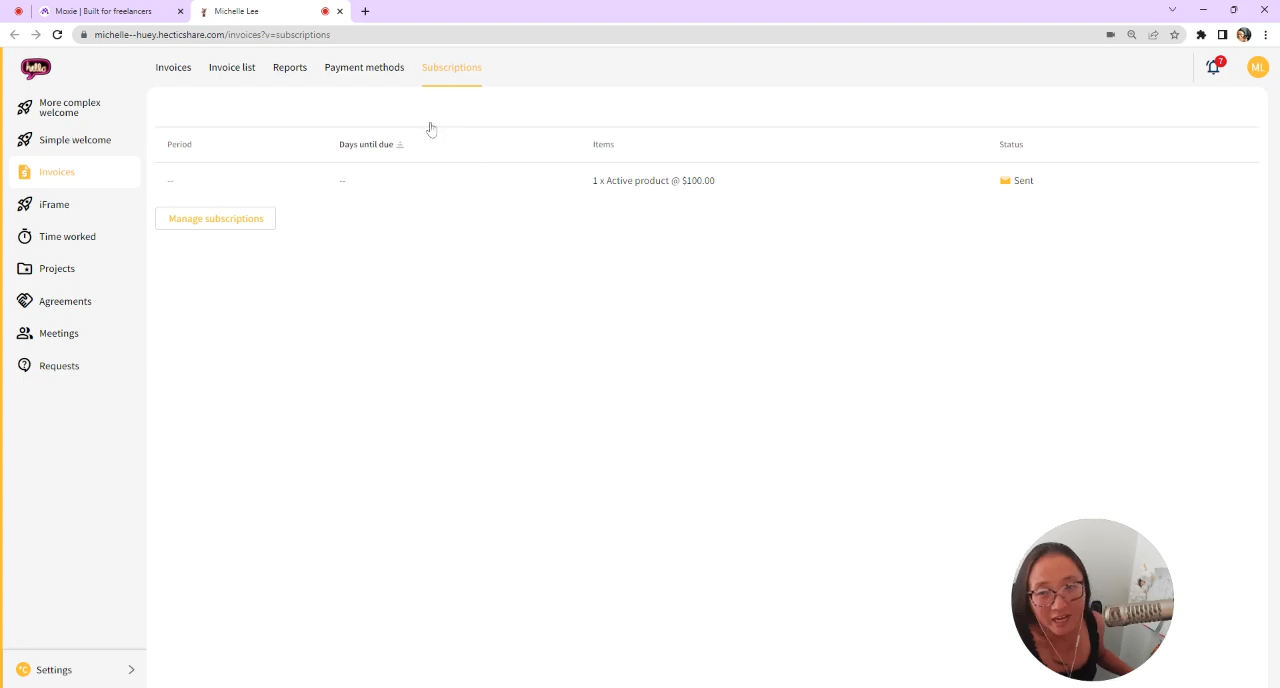 Moxie | Built for freelancers
Michelle Lee
michelle--huey.hecticshare.com/invoices?v=subscriptions
hello
Invoices Invoice list Reports Payment methods Subscriptions
7
ML
More complex
welcome
Simple welcome
Invoices
iFrame
Time worked
Projects
Agreements
Meetings
Requests
Period Days until due Items Status
-- -- 1 x Active product @ $100.00 Sent
Manage subscriptions
Settings